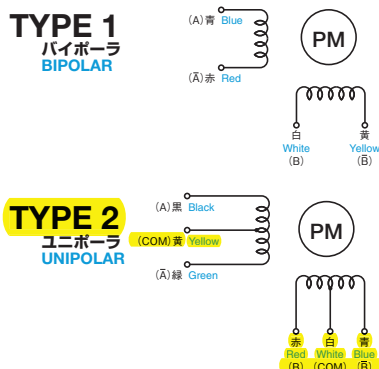 TYPE 1
バイポーラ
BIPOLAR
(A)青 Blue
(Ā)赤 Red
PM
白 黄
White Yellow
(B) (B̄)
TYPE 2
ユニポーラ
UNIPOLAR
(A)黒 Black
(COM)黄 Yellow
(Ā)緑 Green
PM
赤 白 青
Red White Blue
(B) (COM) (B̄)